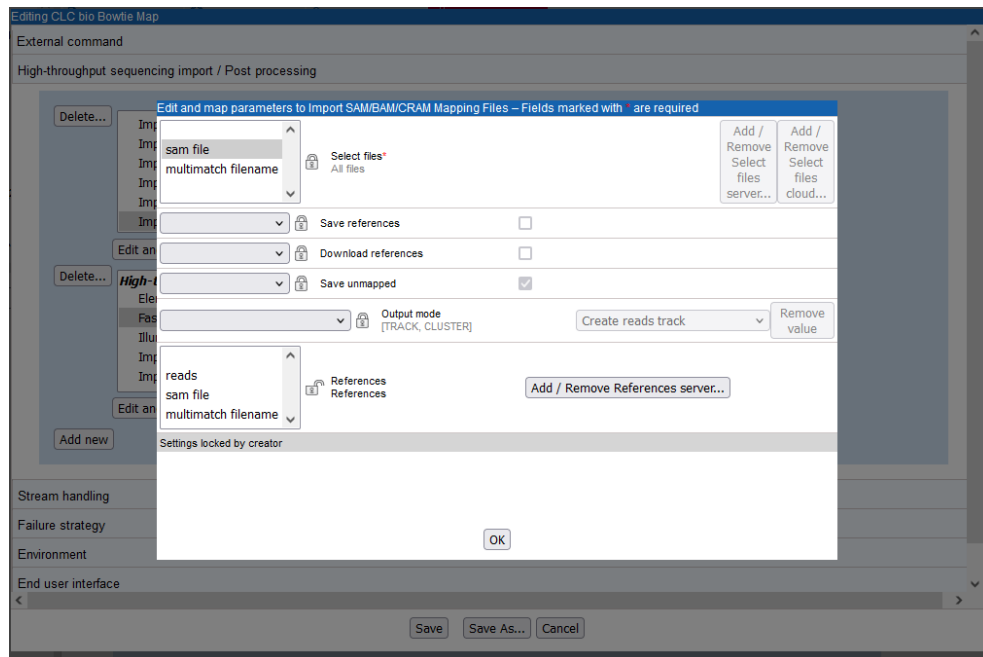 Editing CLC bio Bowtie Map
External command
High-throughput sequencing import / Post processing
Edit and map parameters to Import SAM/BAM/CRAM Mapping Files – Fields marked with * are required
Delete...
Imp
Imp
Imp
Imp
Imp
Imp
Edit an
sam file
multimatch filename
Select files*
All files
Add / Remove Select files server...
Add / Remove Select files cloud...
Save references
Download references
Save unmapped
Delete...
High-t
Ele
Fas
Illu
Imp
Imp
Edit an
Add new
Output mode
[TRACK, CLUSTER]
Create reads track
Remove value
reads
sam file
multimatch filename
References
References
Add / Remove References server...
Settings locked by creator
OK
Stream handling
Failure strategy
Environment
End user interface
Save
Save As...
Cancel